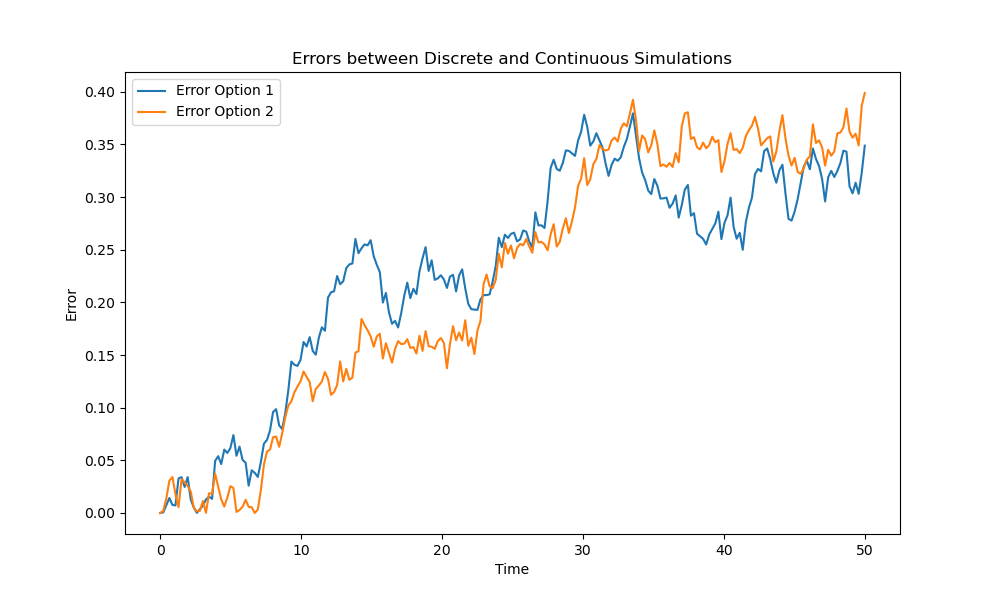 Errors between Discrete and Continuous Simulations
Error Option 1
Error Option 2
0.40
0.35
0.30
0.25
0.20
0.15
0.10
0.05
0.00
Error
0 10 20 30 40 50
Time